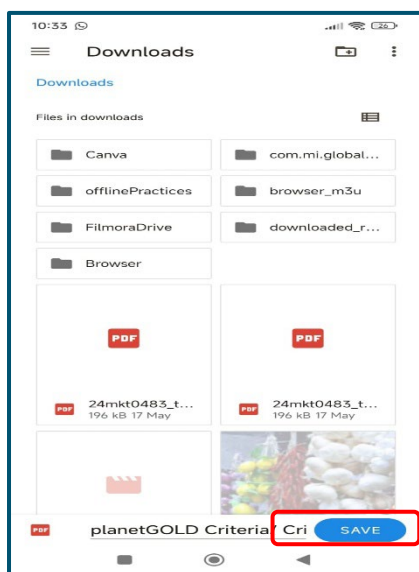 10:33 26
Downloads
Downloads
Files in downloads
Canva com.mi.global...
offlinePractices browser_m3u
FilmoraDrive downloaded_r...
Browser
PDF PDF
PDF 24mkt0483_t... PDF 24mkt0483_t...
196 kB 17 May 196 kB 17 May
PDF planetGOLD Criteria/ Cri SAVE